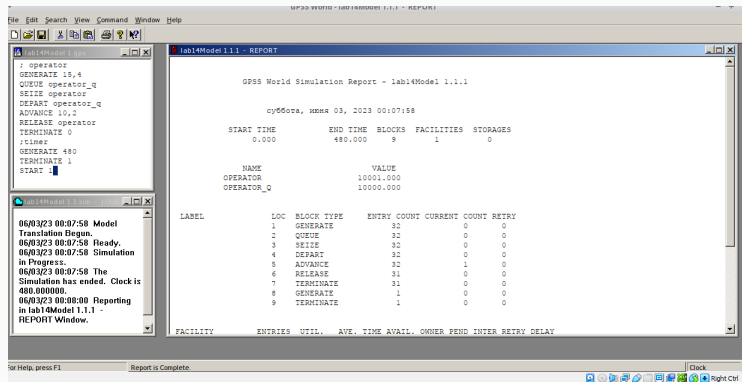 GPSS World - lab14Model 1.1.1 - REPORT
File Edit Search View Command Window Help
lab14Model 1.gps
; operator
GENERATE 15,4
QUEUE operator_q
SEIZE operator
DEPART operator_q
ADVANCE 10,2
RELEASE operator
TERMINATE 0
;timer
GENERATE 480
TERMINATE 1
START 1
06/03/23 00:07:58 Model
Translation Begun.
06/03/23 00:07:58 Ready.
06/03/23 00:07:58 Simulation
in Progress.
06/03/23 00:07:58 The
Simulation has ended. Clock is
480.000000.
06/03/23 00:08:00 Reporting
in lab14Model 1.1.1 -
REPORT Window.
lab14Model 1.1.1 - REPORT
GPSS World Simulation Report - lab14Model 1.1.1
суббота, июня 03, 2023 00:07:58
START TIME END TIME BLOCKS FACILITIES STORAGES
0.000 480.000 9 1 0
NAME VALUE
OPERATOR 10001.000
OPERATOR_Q 10000.000
LABEL LOC BLOCK TYPE ENTRY COUNT CURRENT COUNT RETRY
1 GENERATE 32 0 0
2 QUEUE 32 0 0
3 SEIZE 32 0 0
4 DEPART 32 0 0
5 ADVANCE 32 1 0
6 RELEASE 31 0 0
7 TERMINATE 31 0 0
8 GENERATE 1 0 0
9 TERMINATE 1 0 0
FACILITY ENTRIES UTIL. AVE. TIME AVAIL. OWNER PEND INTER RETRY DELAY
For Help, press F1 Report is Complete. Clock
Right Ctrl